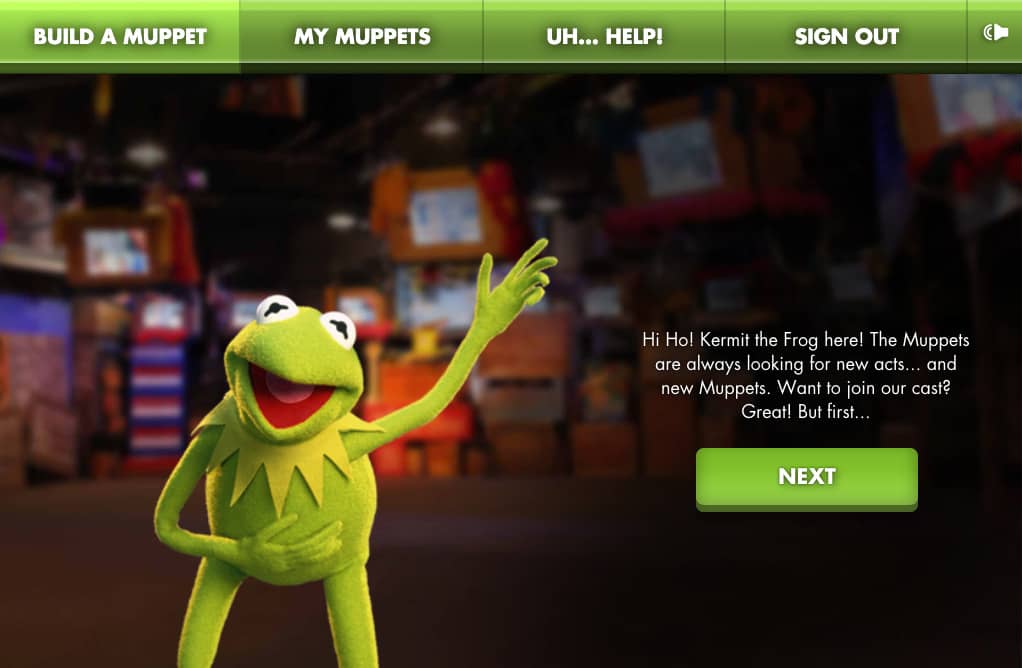 BUILD A MUPPET
MY MUPPETS
UH... HELP!
SIGN OUT
Hi Ho! Kermit the Frog here! The Muppets
are always looking for new acts... and
new Muppets. Want to join our cast?
Great! But first...
NEXT